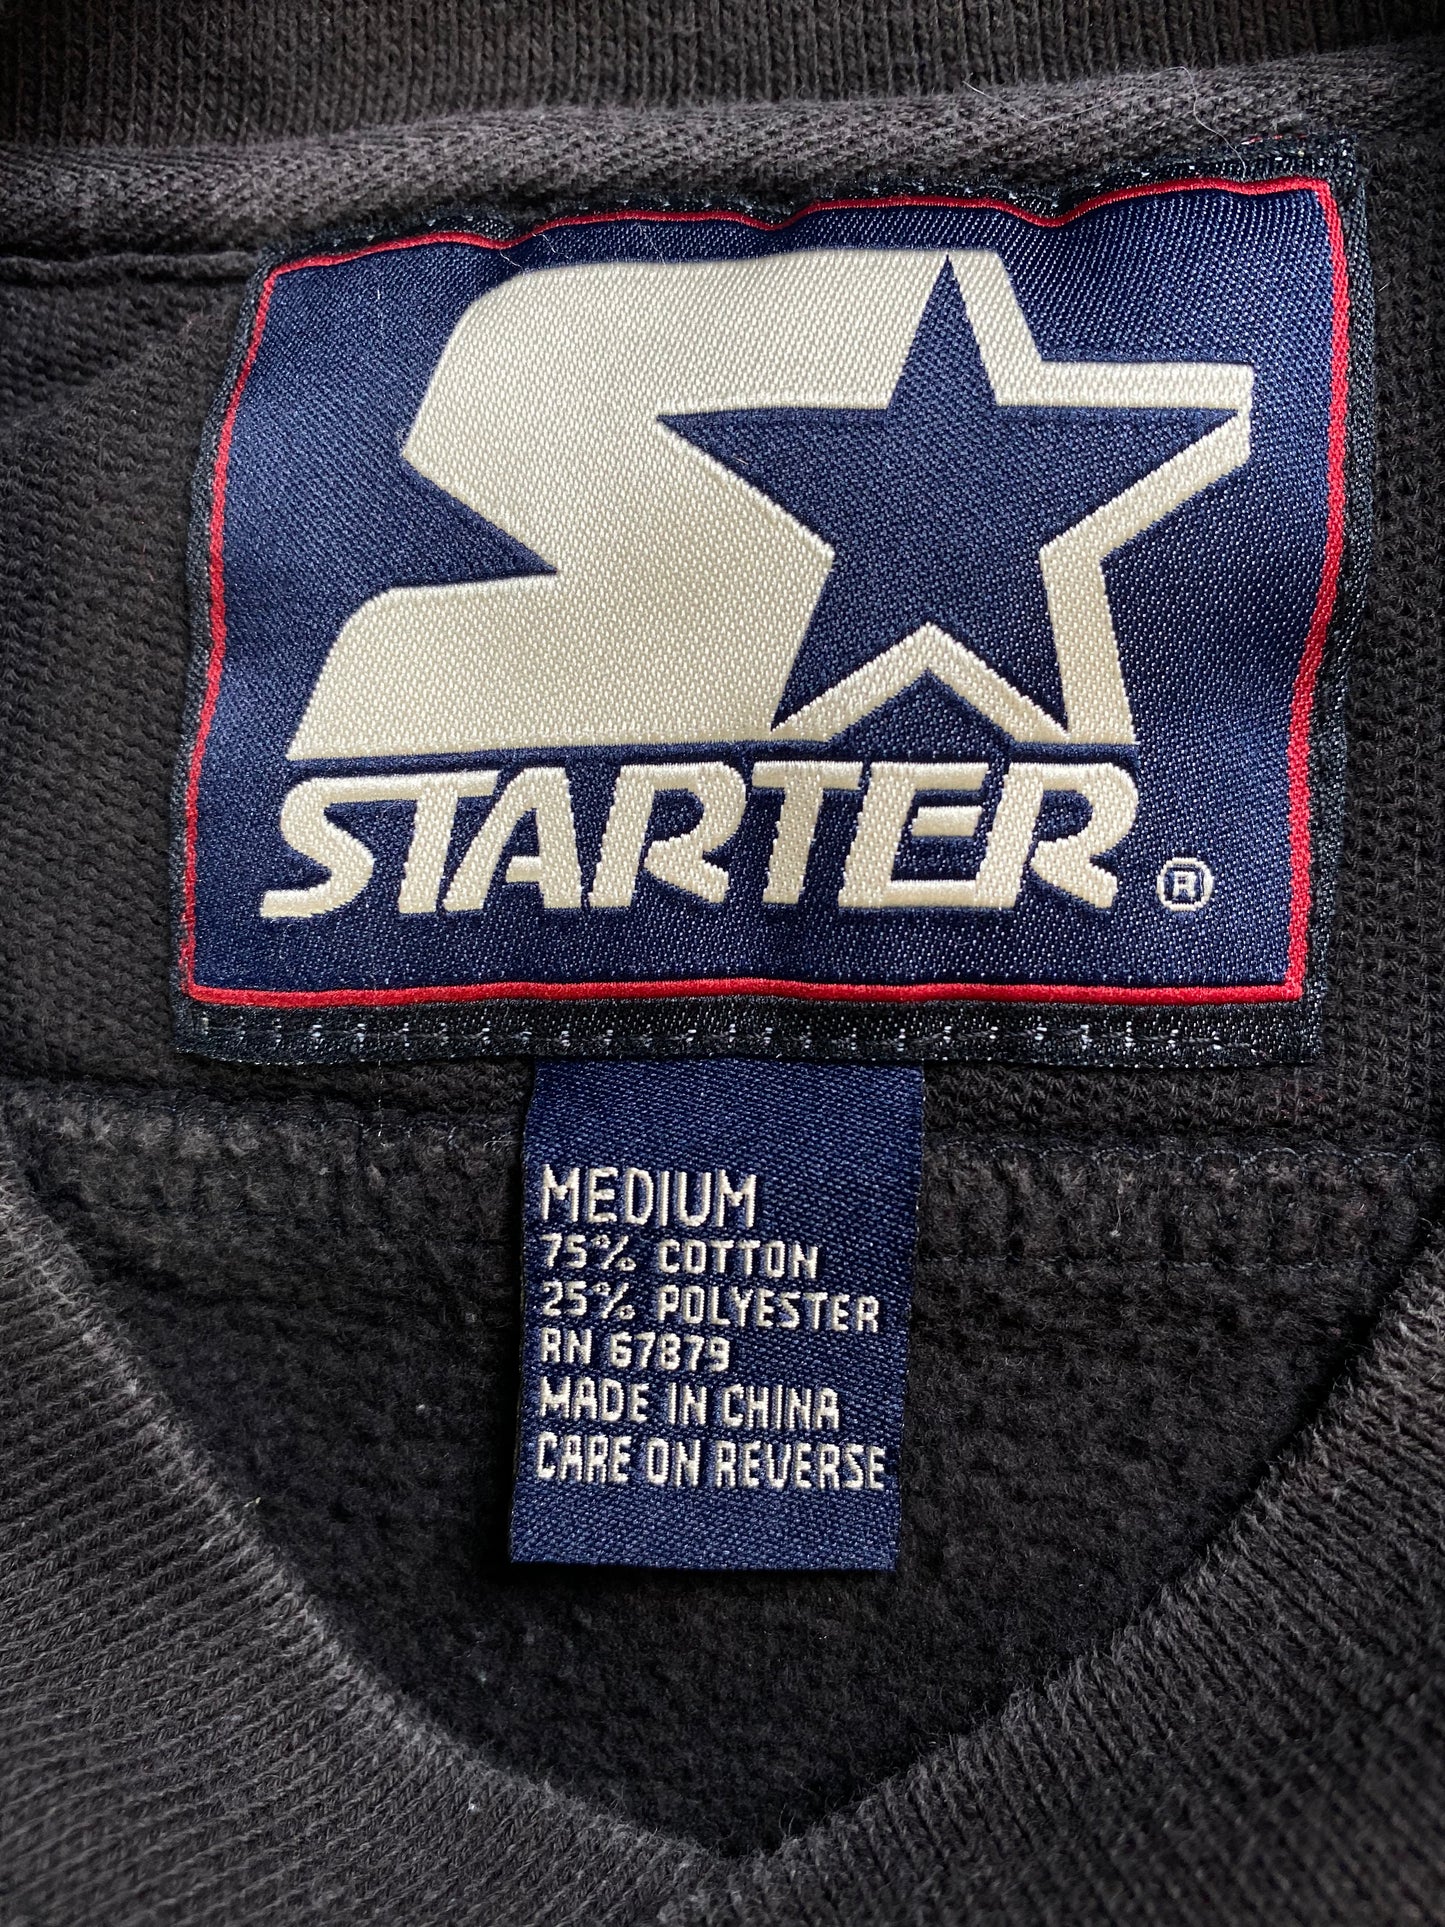 STARTER ®
MEDIUM
75% COTTON
25% POLYESTER
RN 67879
MADE IN CHINA
CARE ON REVERSE